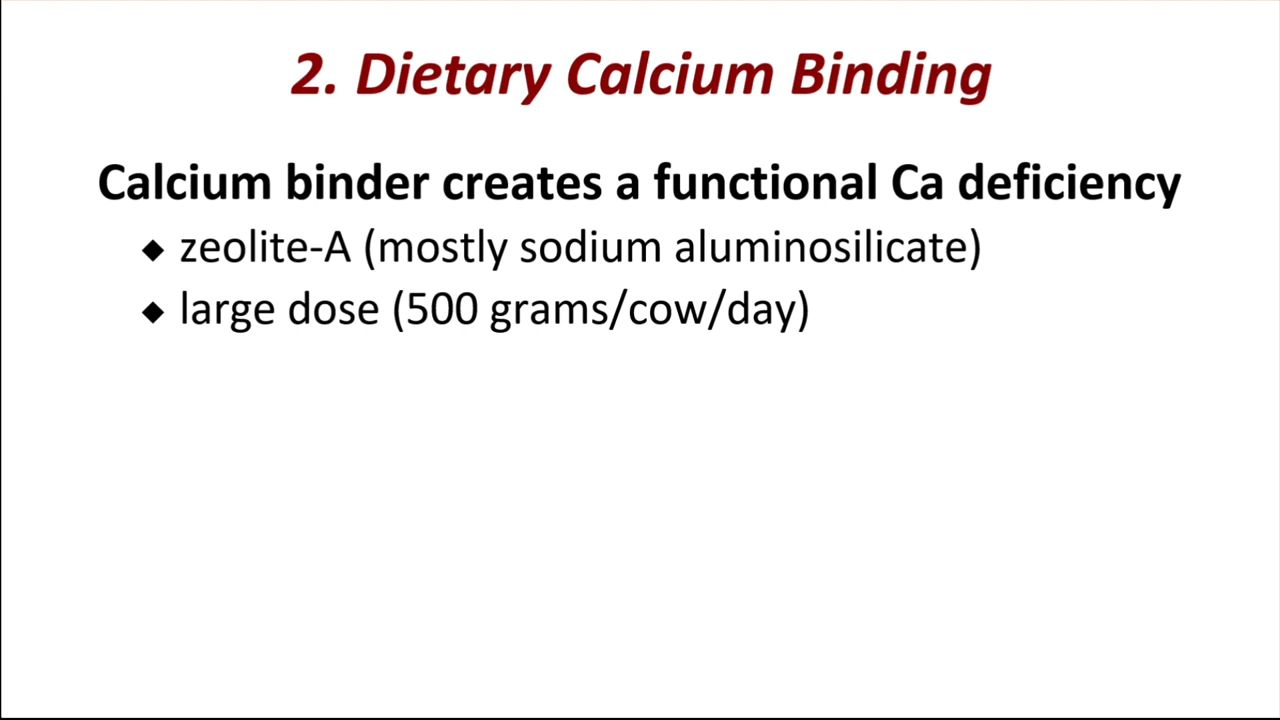 2. Dietary Calcium Binding
Calcium binder creates a functional Ca deficiency
◆ zeolite-A (mostly sodium aluminosilicate)
◆ large dose (500 grams/cow/day)